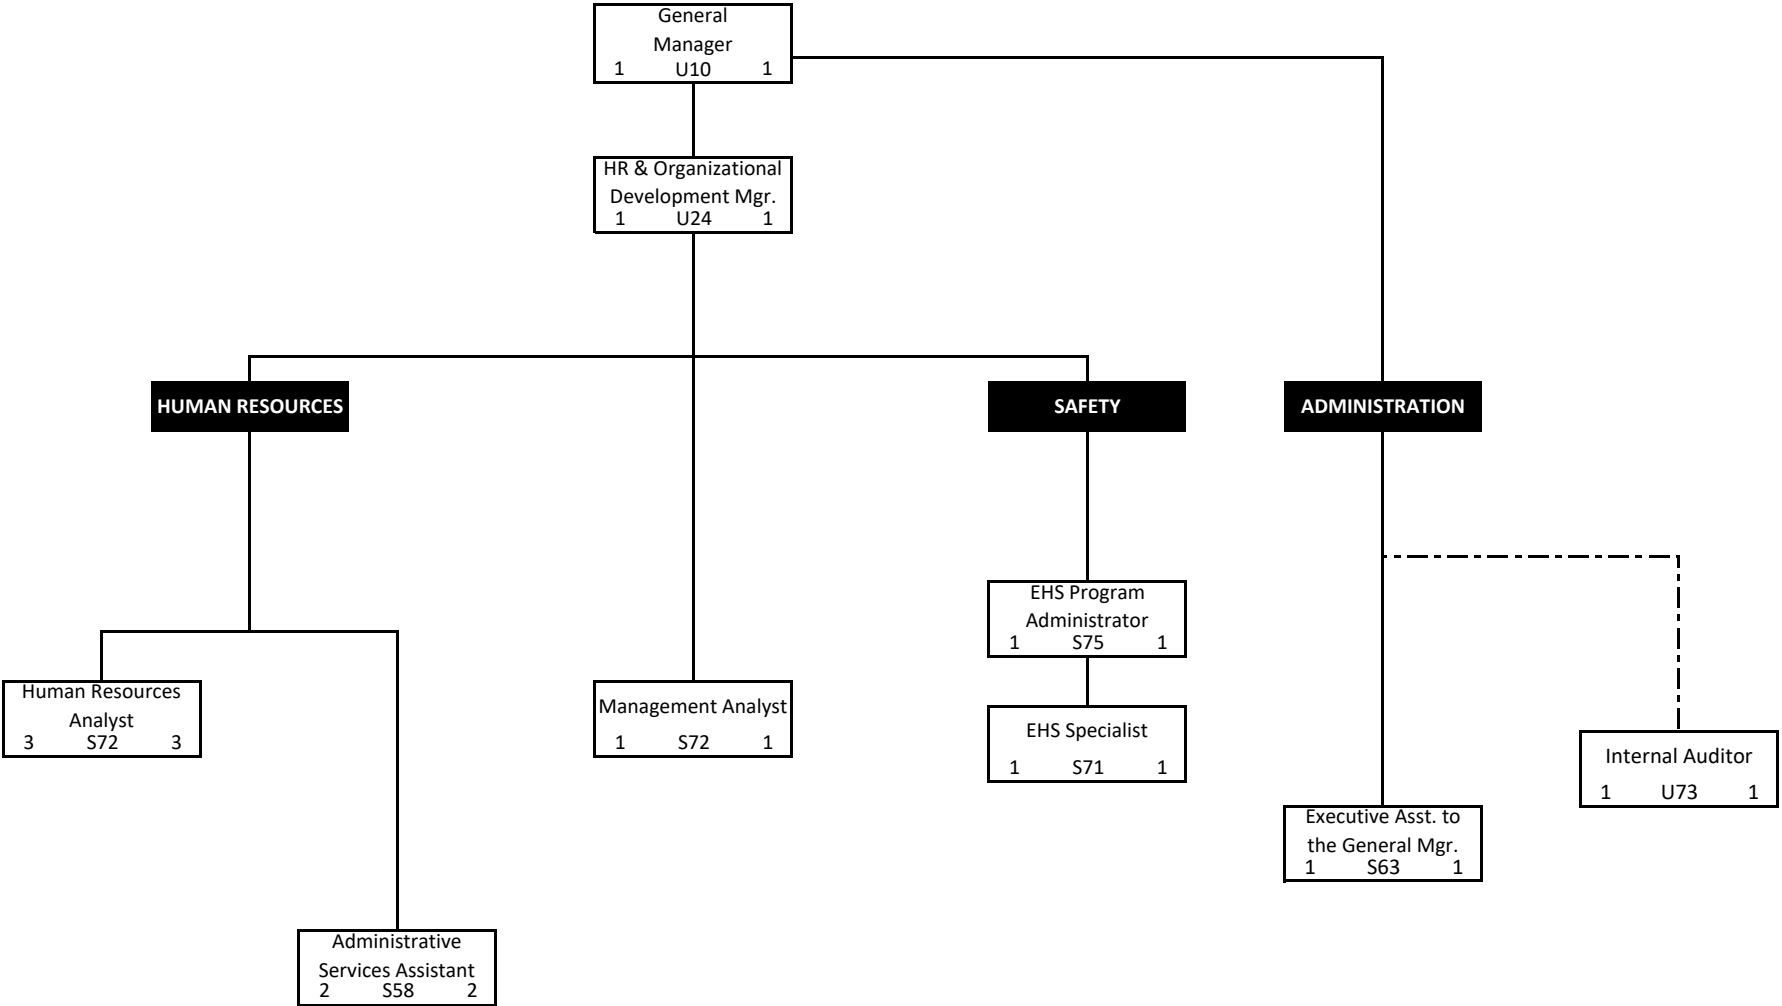 General
Manager
1 U10 1
HR & Organizational
Development Mgr.
1 U24 1
HUMAN RESOURCES
SAFETY
ADMINISTRATION
EHS Program
Administrator
1 S75 1
Human Resources
Analyst
3 S72 3
Management Analyst
1 S72 1
EHS Specialist
1 S71 1
Internal Auditor
1 U73 1
Executive Asst. to
the General Mgr.
1 S63 1
Administrative
Services Assistant
2 S58 2